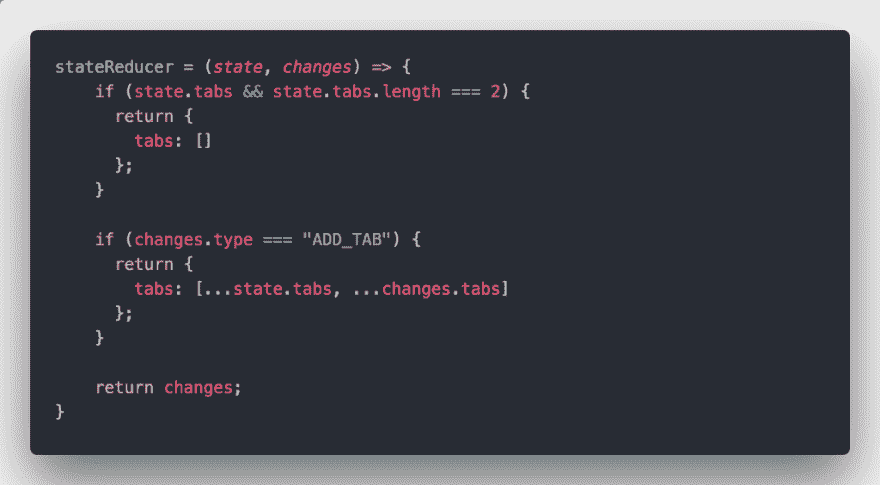 stateReducer = (state, changes) => {
    if (state.tabs && state.tabs.length === 2) {
      return {
        tabs: []
      };
    }

    if (changes.type === "ADD_TAB") {
      return {
        tabs: [...state.tabs, ...changes.tabs]
      };
    }

    return changes;
}